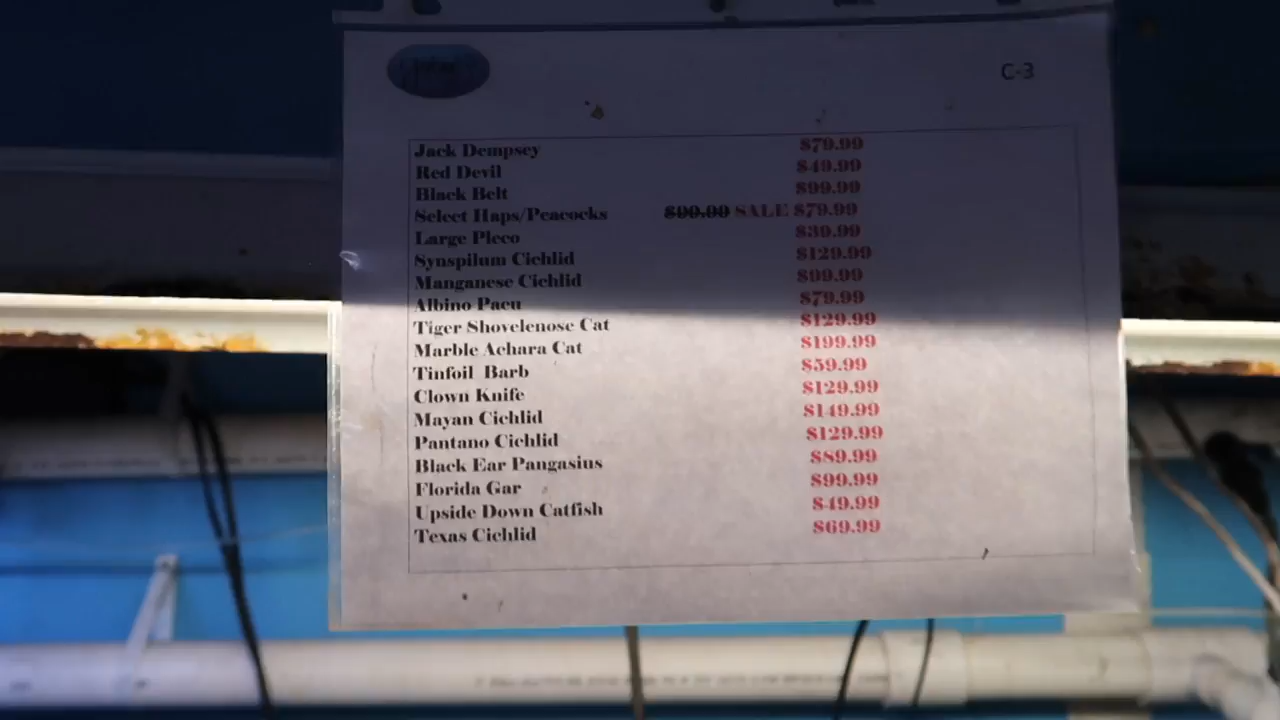 C-3
Jack Dempsey $79.99
Red Devil $49.99
Black Belt $99.99
Select Haps/Peacocks $99.99 SALE $79.99
Large Pleco $39.99
Synspilum Cichlid $129.99
Manganese Cichlid $99.99
Albino Pacu $79.99
Tiger Shovelenose Cat $129.99
Marble Achara Cat $199.99
Tinfoil Barb $59.99
Clown Knife $129.99
Mayan Cichlid $149.99
Pantano Cichlid $129.99
Black Ear Pangasius $89.99
Florida Gar $99.99
Upside Down Catfish $49.99
Texas Cichlid $69.99